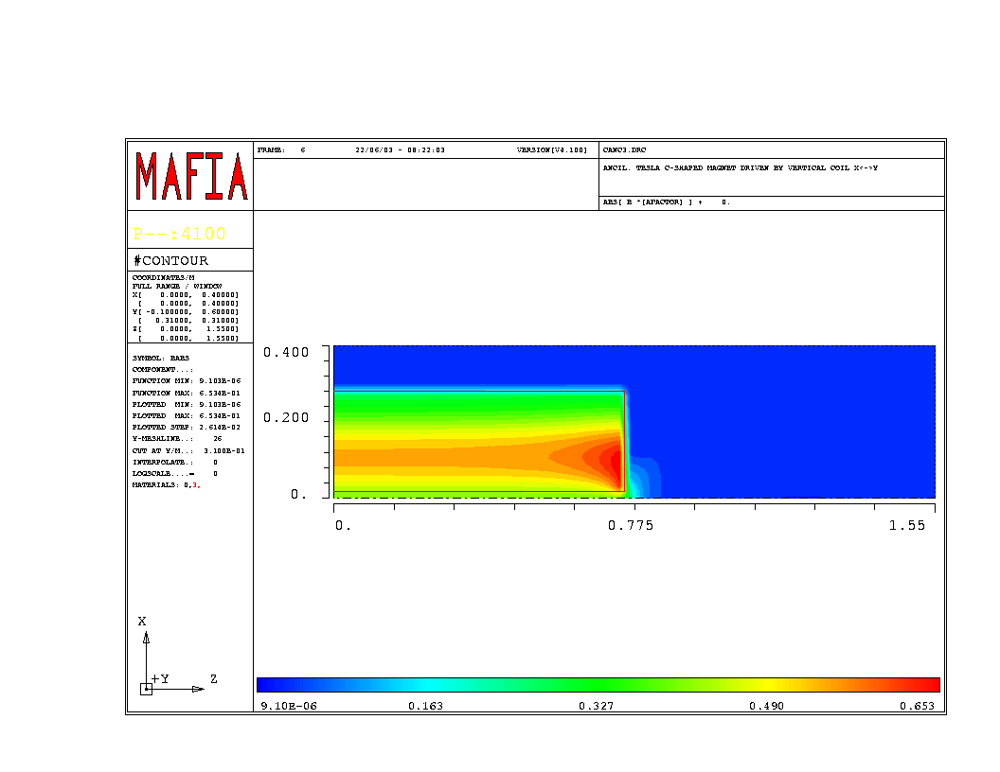 MAFIA
FRAME: 6 22/06/03 - 08:22:03 VERSION[V4.100] CANC3.DRC
ANCIL. TESLA C-SHAPED MAGNET DRIVEN BY VERTICAL COIL X<->Y
ABS[ B *[AFACTOR] ] + 0.
P--:4100
#CONTOUR
COORDINATES/M
FULL RANGE / WINDOW
X[ 0.0000, 0.40000]
[ 0.0000, 0.40000]
Y[ -0.100000, 0.60000]
[ 0.31000, 0.31000]
Z[ 0.0000, 1.5500]
[ 0.0000, 1.5500]
SYMBOL: BABS
COMPONENT...:
FUNCTION MIN: 9.103E-06
FUNCTION MAX: 6.534E-01
PLOTTED MIN: 9.103E-06
PLOTTED MAX: 6.534E-01
PLOTTED STEP: 2.614E-02
Y-MESHLINE..: 26
CUT AT Y/M..: 3.100E-01
INTERPOLATE.: 0
LOGSCALE....= 0
MATERIALS: 0,3,
0.400
0.200
0.
0. 0.775 1.55
X
+Y Z
9.10E-06 0.163 0.327 0.490 0.653